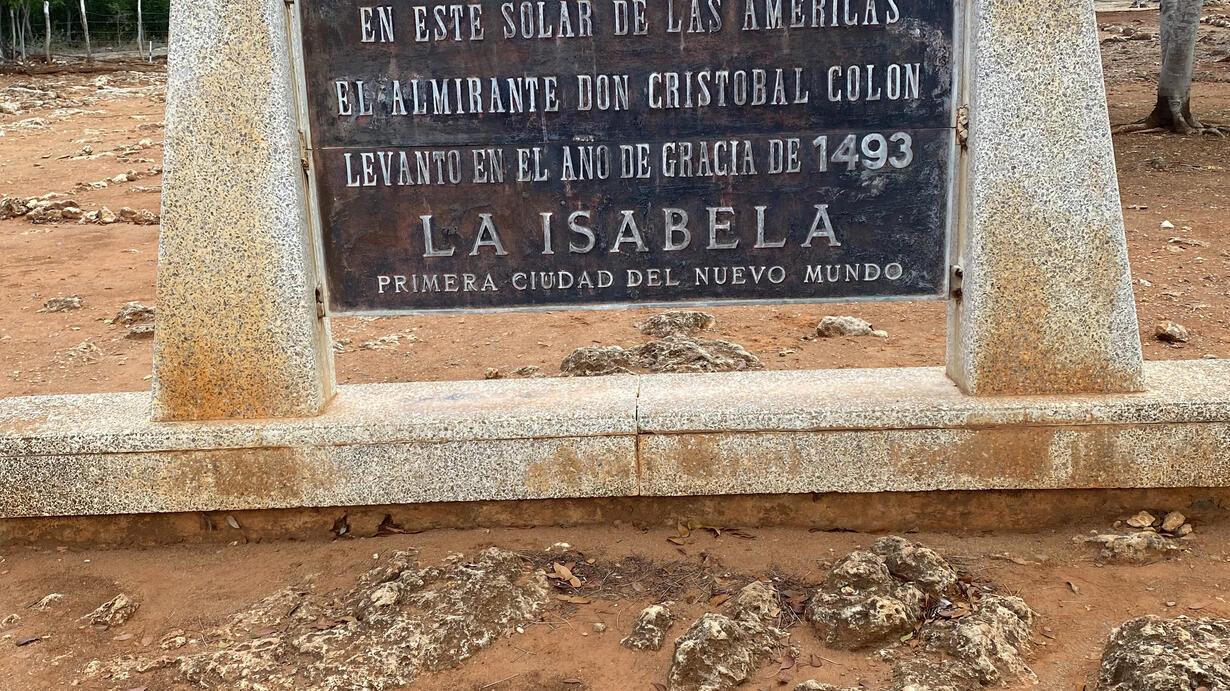 EN ESTE SOLAR DE LAS AMERICAS
EL ALMIRANTE DON CRISTOBAL COLON
LEVANTO EN EL AÑO DE GRACIA DE 1493
LA ISABELA
PRIMERA CIUDAD DEL NUEVO MUNDO